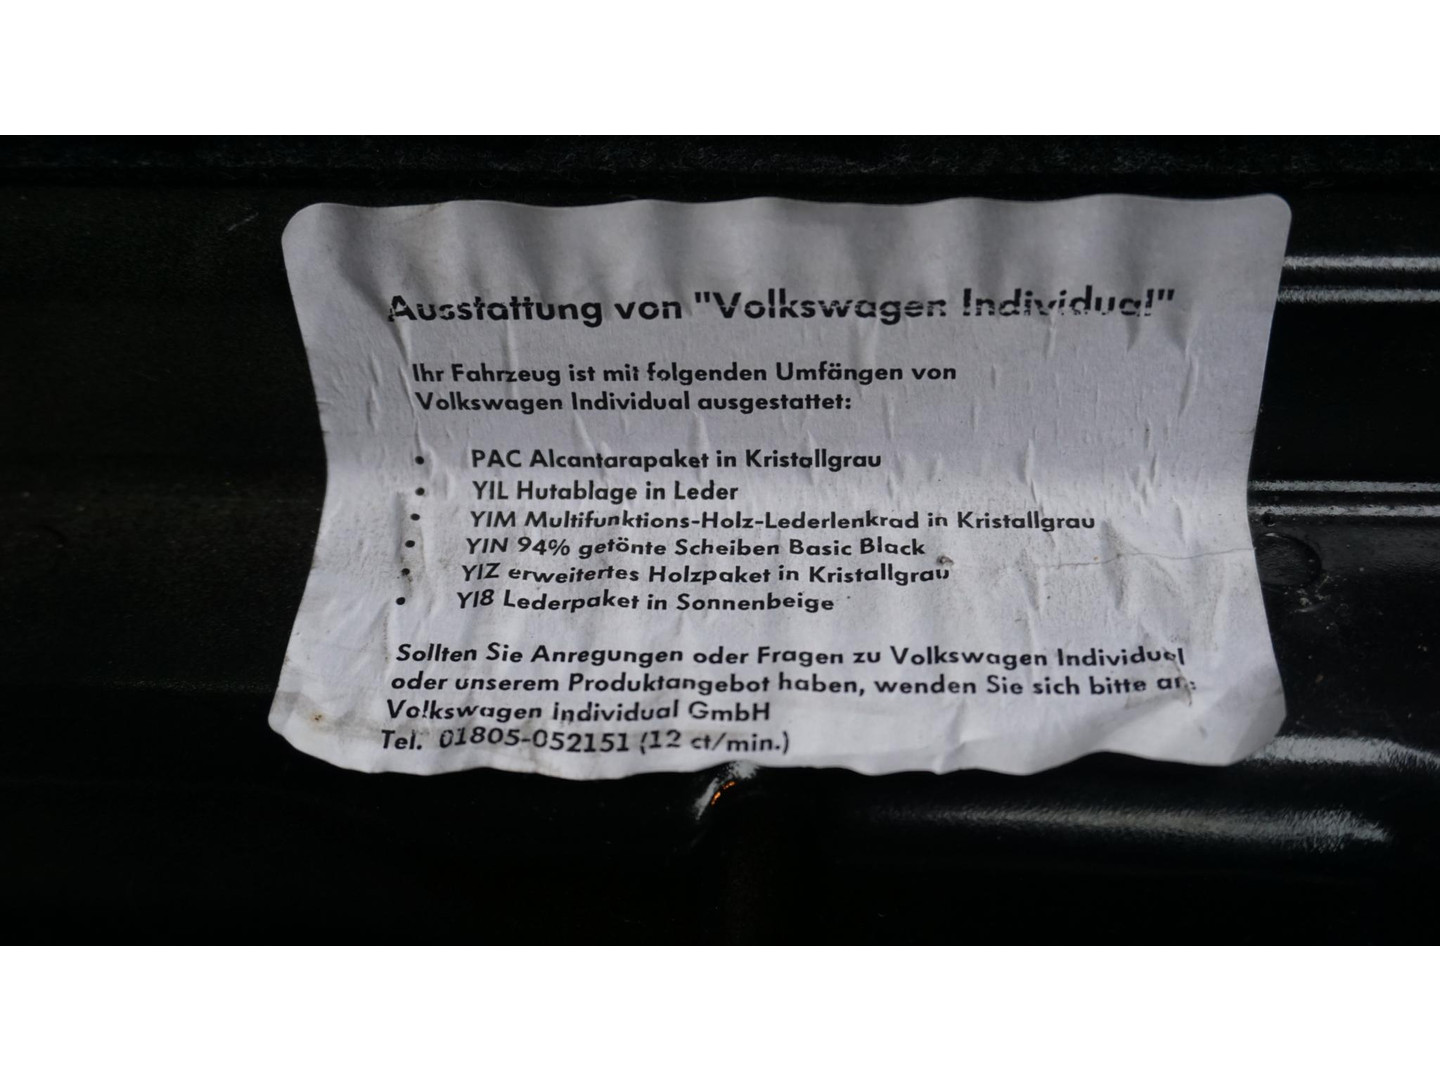 Ausstattung von "Volkswagen Individual"
Ihr Fahrzeug ist mit folgenden Umfängen von
Volkswagen Individual ausgestattet:
• PAC Alcantarapaket in Kristallgrau
• YIL Hutablage in Leder
• YIM Multifunktions-Holz-Lederlenkrad in Kristallgrau
• YIN 94% getönte Scheiben Basic Black
• YIZ erweitertes Holzpaket in Kristallgrau
• YI8 Lederpaket in Sonnenbeige
Sollten Sie Anregungen oder Fragen zu Volkswagen Individuel
oder unserem Produktangebot haben, wenden Sie sich bitte an:
Volkswagen Individual GmbH
Tel. 01805-052151 (12 ct/min.)